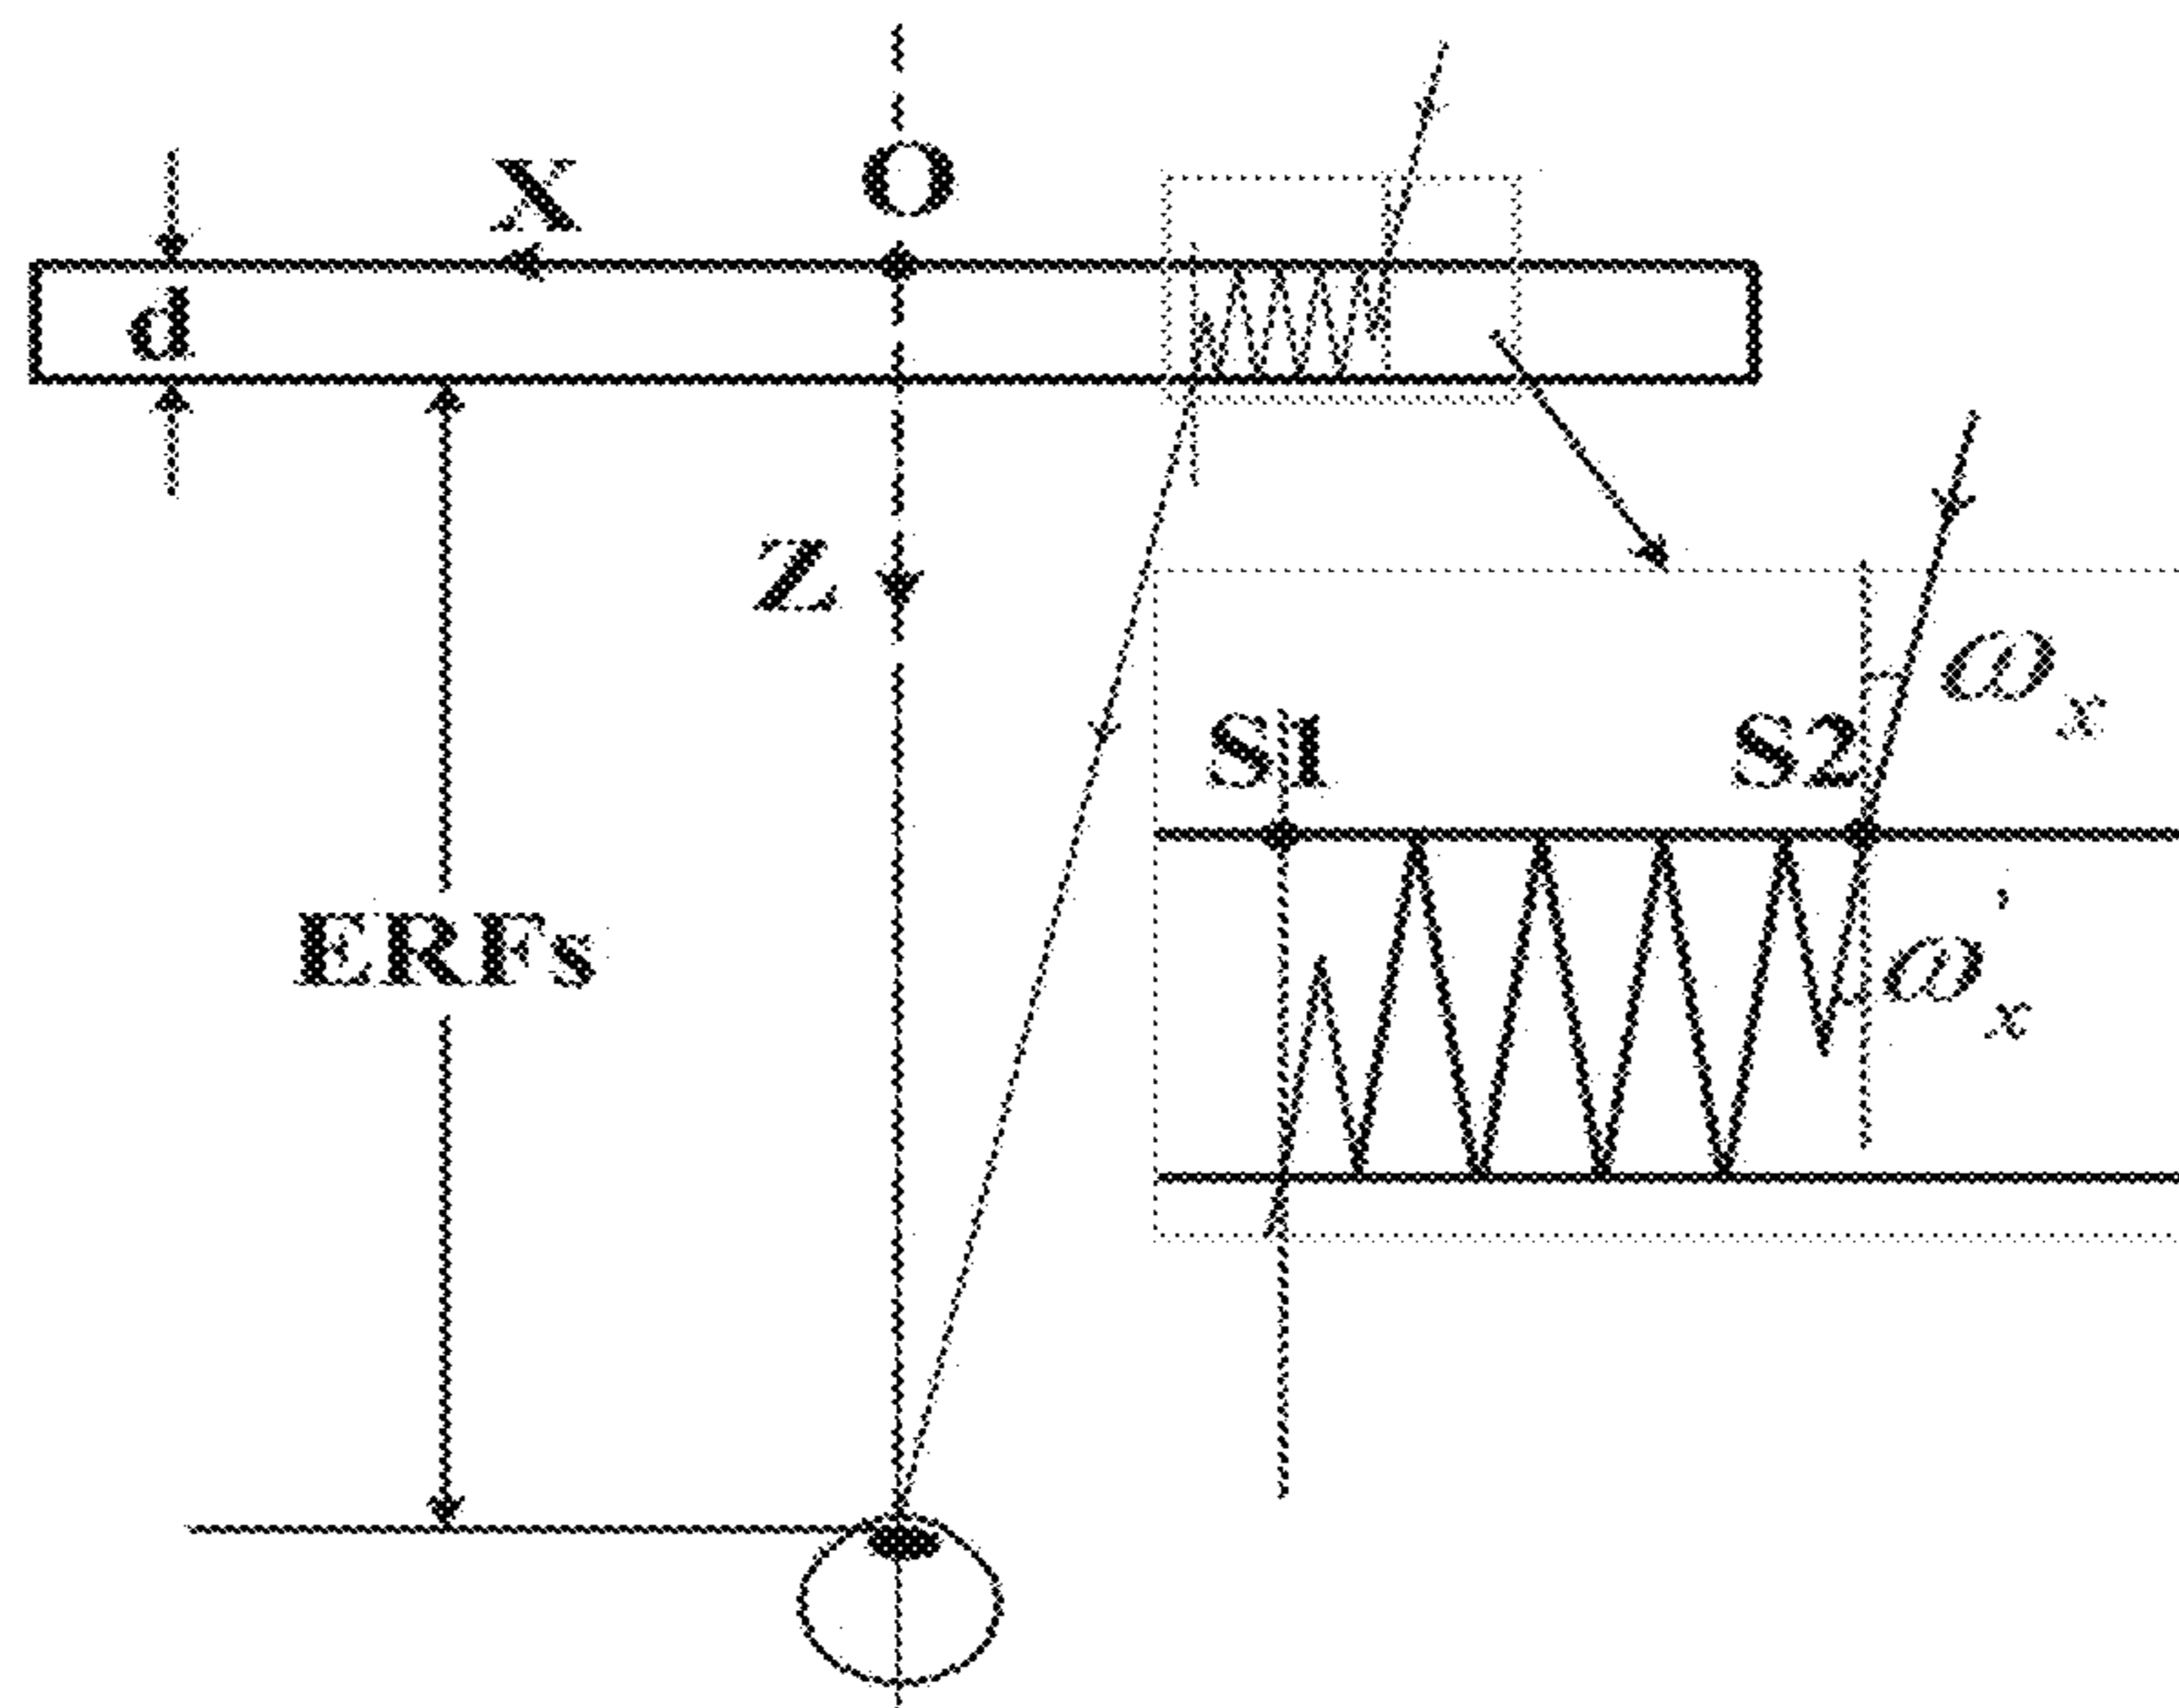 X
O
d
Z
ω x
S1
S2
ERFs
ω' x